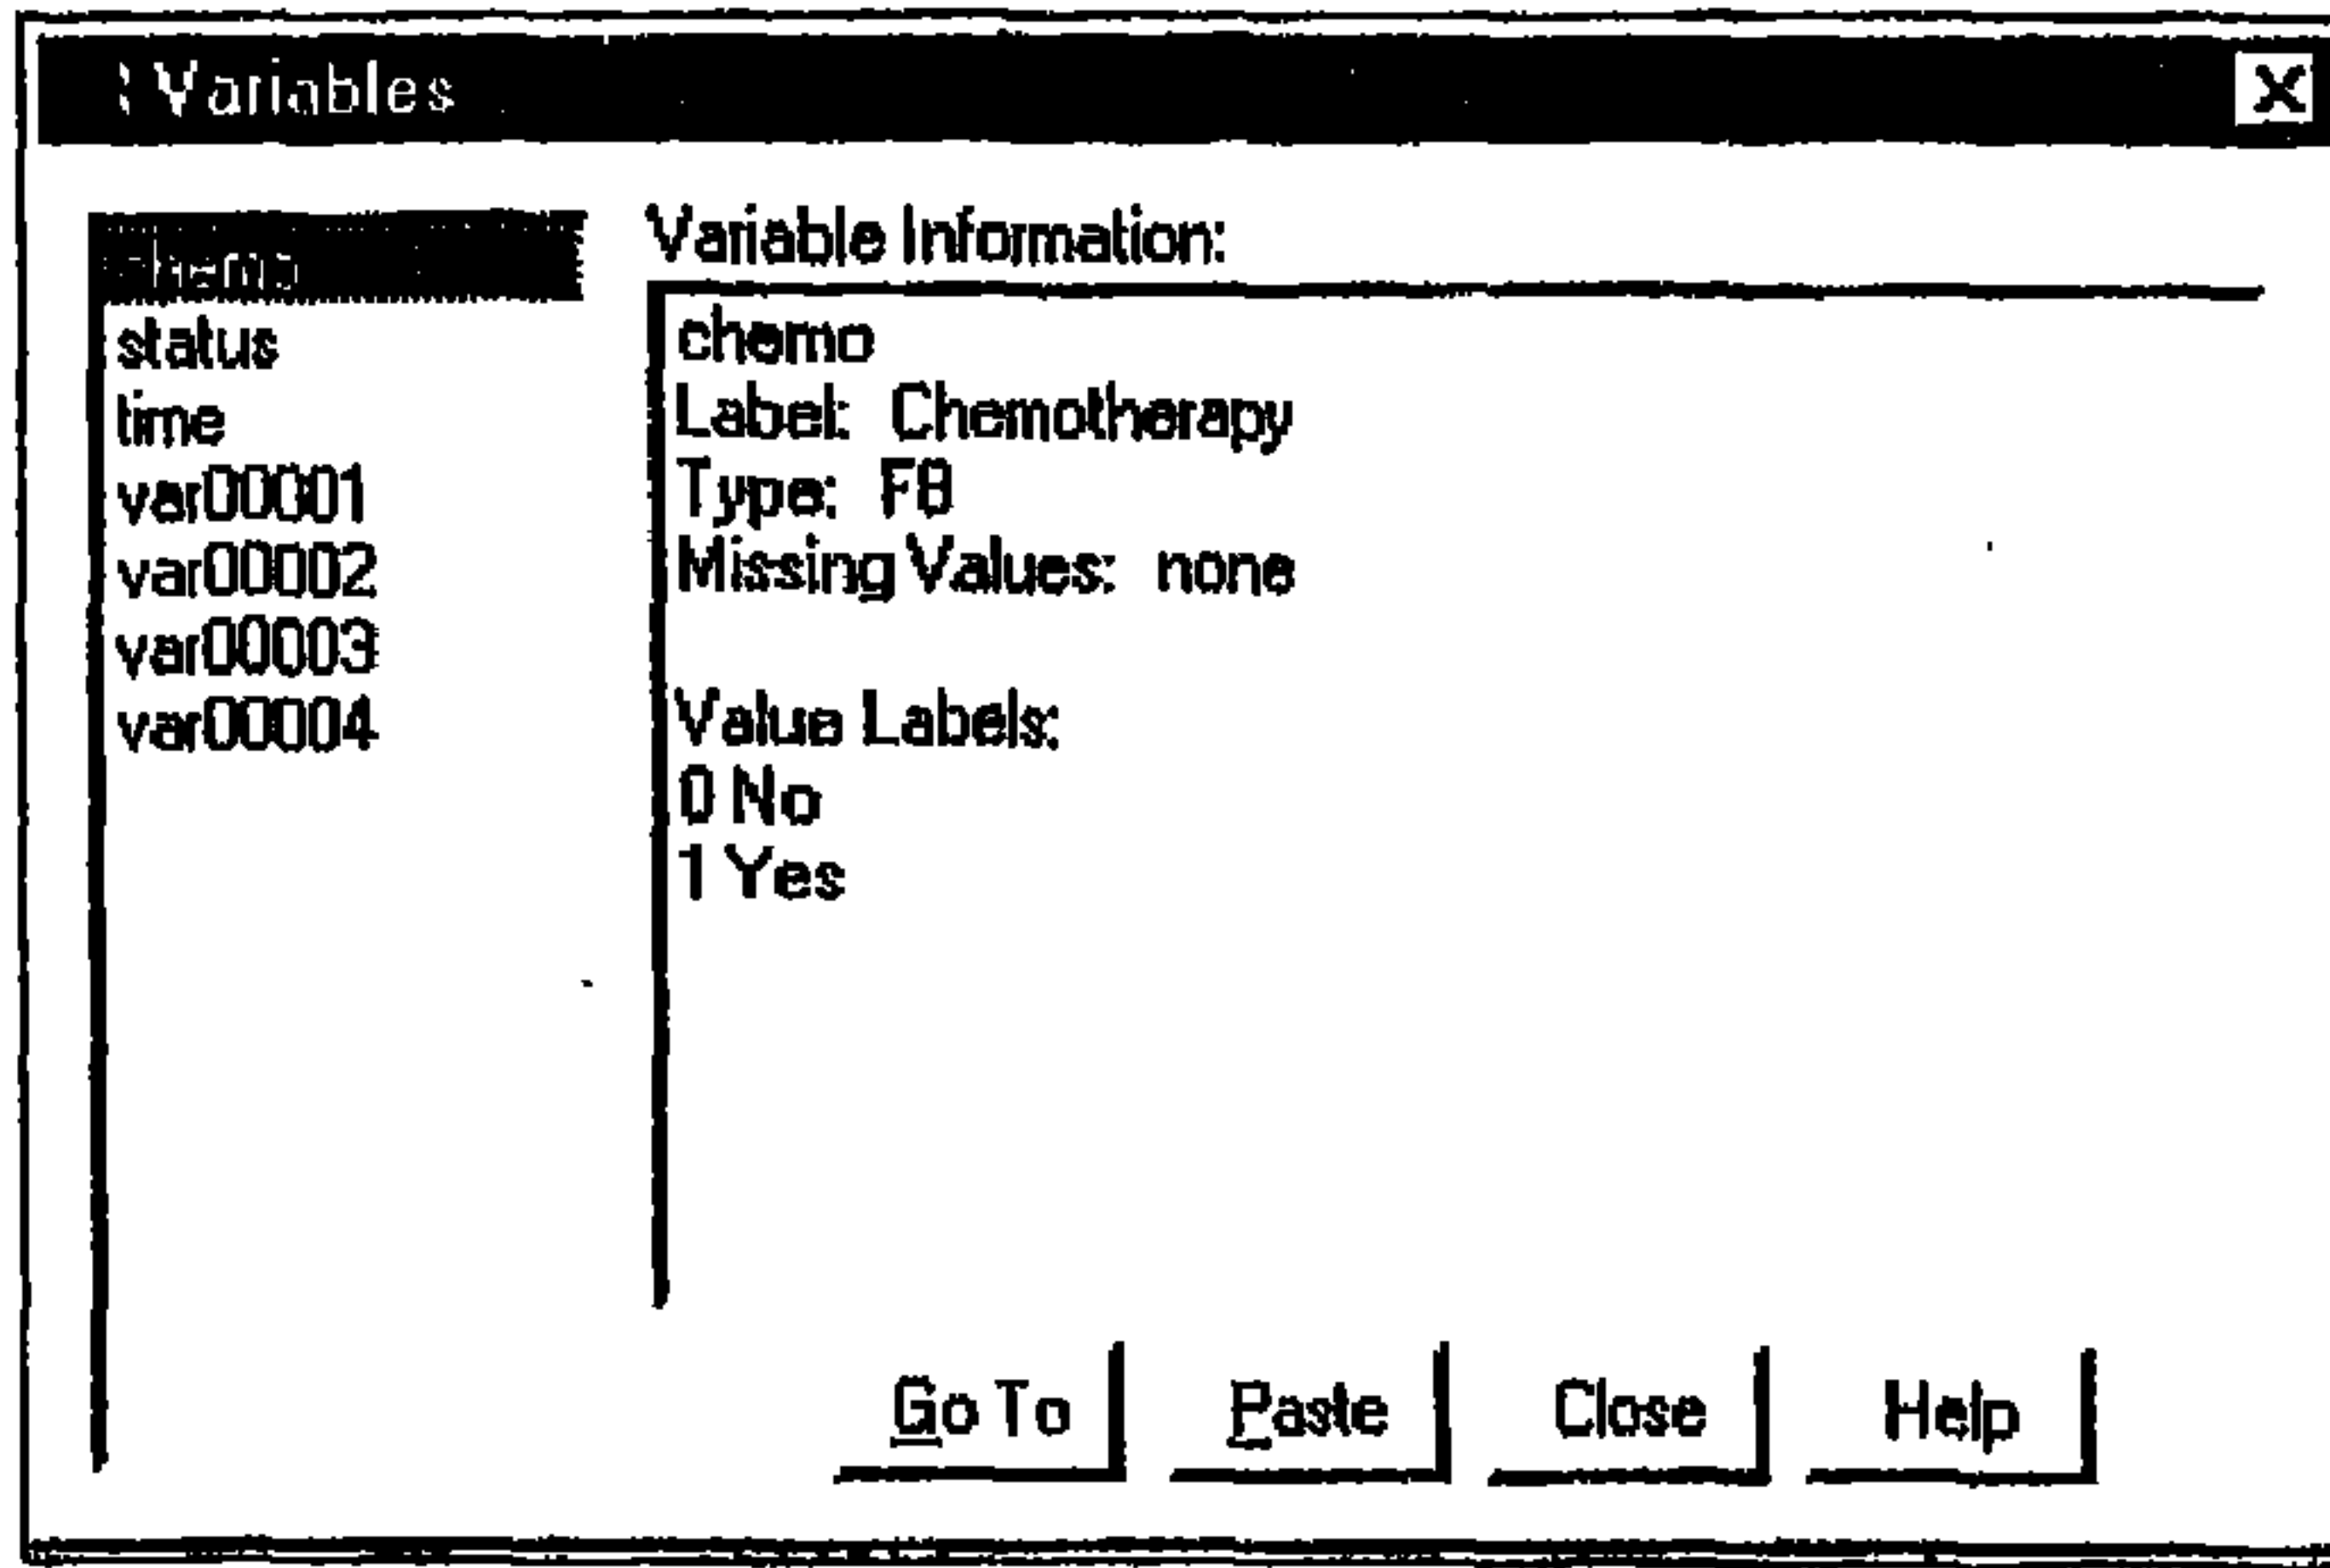 Variables
X
chemo
status
time
var00001
var00002
var00003
var00004
Variable Information:
chemo
Label: Chemotherapy
Type: F8
Missing Values: none
Value Labels:
0 No
1 Yes
Go To
Paste
Close
Help